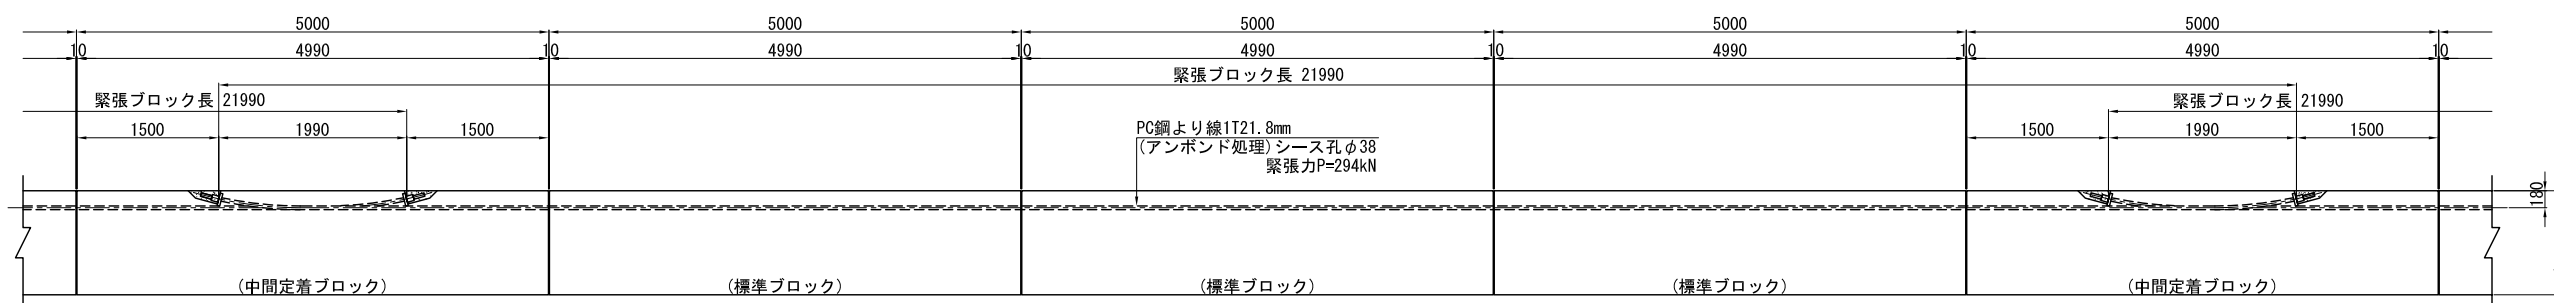 5000 5000 5000 5000 5000
10 4990 10 4990 10 4990 10 4990 10 4990 10
緊張ブロック長 21990
緊張ブロック長 21990
緊張ブロック長 21990
1500 1990 1500
PC鋼より線1T21.8mm
(アンボンド処理)シース孔φ38
緊張力P=294kN
1500 1990 1500
180
(中間定着ブロック) (標準ブロック) (標準ブロック) (標準ブロック) (中間定着ブロック)